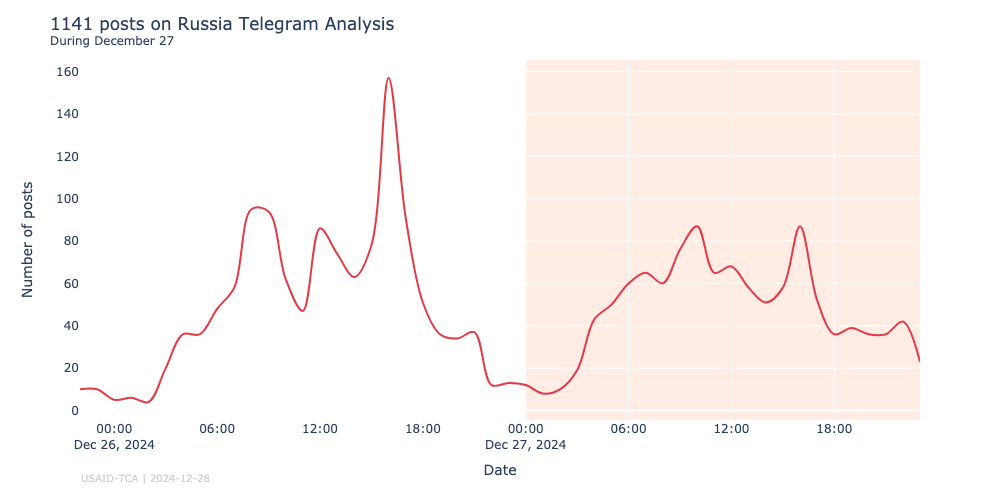 1141 posts on Russia Telegram Analysis
During December 27
160
140
120
100
80
60
40
20
0
Number of posts
00:00 06:00 12:00 18:00 00:00 06:00 12:00 18:00
Dec 26, 2024 Dec 27, 2024
Date
USAID-TCA | 2024-12-28